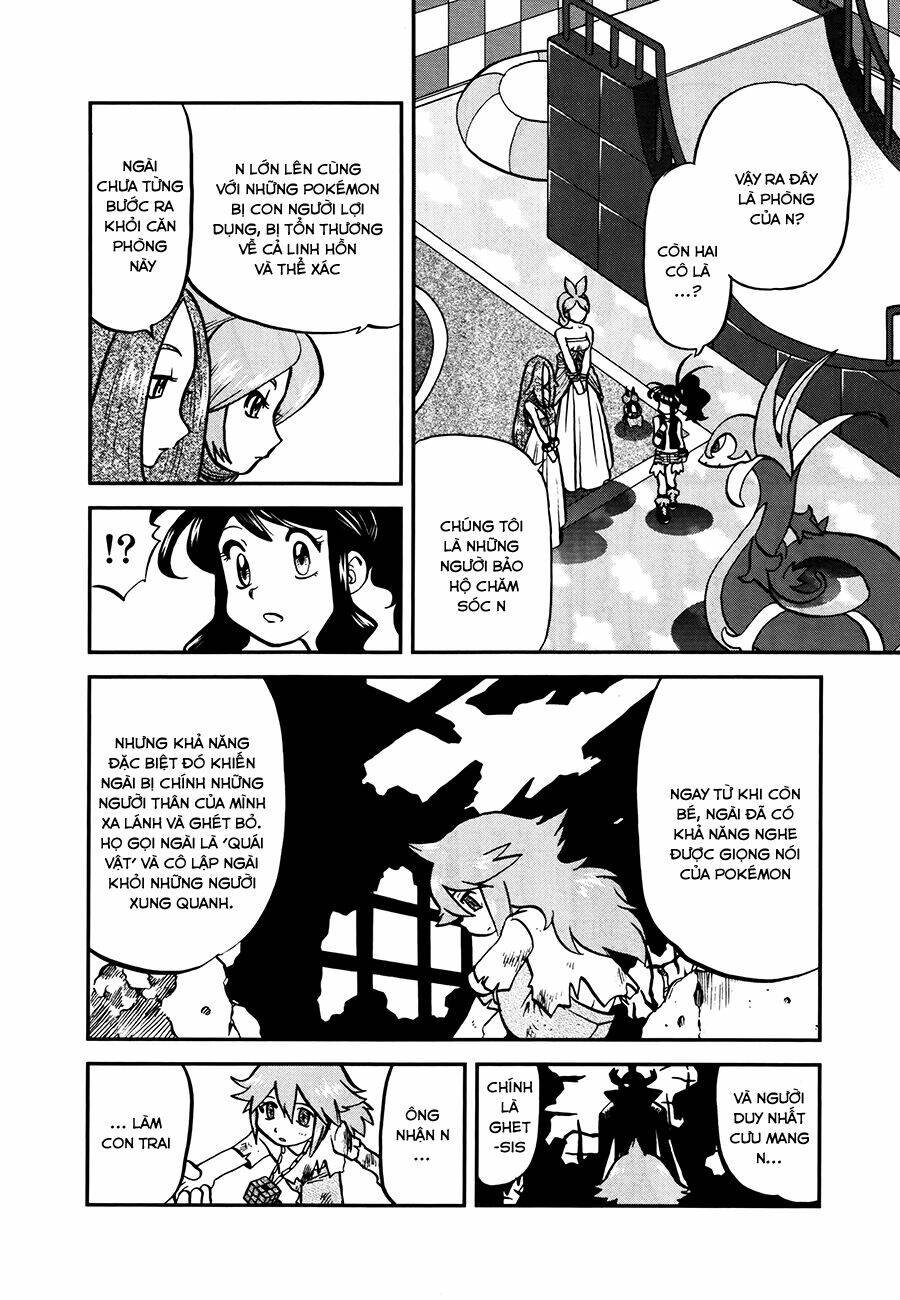 VẬY RA ĐÂY
LÀ PHÒNG
CỦA N?
CÒN HAI
CÔ LÀ
...?
CHÚNG TÔI
LÀ NHỮNG
NGƯỜI BẢO
HỘ CHĂM
SÓC N
N LỚN LÊN CÙNG
VỚI NHỮNG POKÉMON
BỊ CON NGƯỜI LỢI
DỤNG, BỊ TỔN THƯƠNG
VỀ CẢ LINH HỒN
VÀ THỂ XÁC
NGÀI
CHƯA TỪNG
BƯỚC RA
KHỎI CĂN
PHÒNG
NÀY
!?
NGAY TỪ KHI CÒN
BÉ, NGÀI ĐÃ CÓ
KHẢ NĂNG NGHE
ĐƯỢC GIỌNG NÓI
CỦA POKÉMON
NHƯNG KHẢ NĂNG
ĐẶC BIỆT ĐÓ KHIẾN
NGÀI BỊ CHÍNH NHỮNG
NGƯỜI THÂN CỦA MÌNH
XA LÁNH VÀ GHÉT BỎ.
HỌ GỌI NGÀI LÀ 'QUÁI
VẬT' VÀ CÔ LẬP NGÀI
KHỎI NHỮNG NGƯỜI
XUNG QUANH.
VÀ NGƯỜI
DUY NHẤT
CƯU MANG
N...
CHÍNH
LÀ
GHET
-SIS
ÔNG
NHẬN N
...
... LÀM
CON TRAI